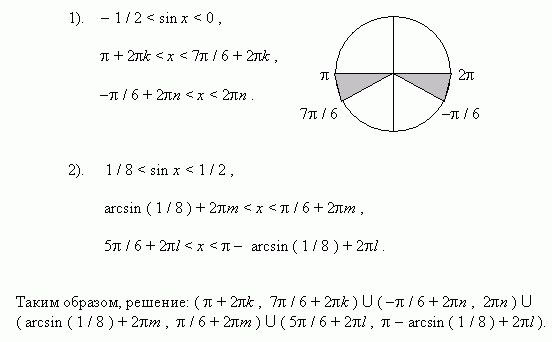 1). – 1 / 2 < sin x < 0 ,
π + 2πk < x < 7π / 6 + 2πk ,
–π / 6 + 2πn < x < 2πn .
π
2π
7π / 6
–π / 6
2). 1 / 8 < sin x < 1 / 2 ,
arcsin ( 1 / 8 ) + 2πm < x < π / 6 + 2πm ,
5π / 6 + 2πl < x < π – arcsin ( 1 / 8 ) + 2πl .
Таким образом, решение: ( π + 2πk , 7π / 6 + 2πk ) U ( –π / 6 + 2πn , 2πn ) U
( arcsin ( 1 / 8 ) + 2πm , π / 6 + 2πm ) U ( 5π / 6 + 2πl , π – arcsin ( 1 / 8 ) + 2πl ).